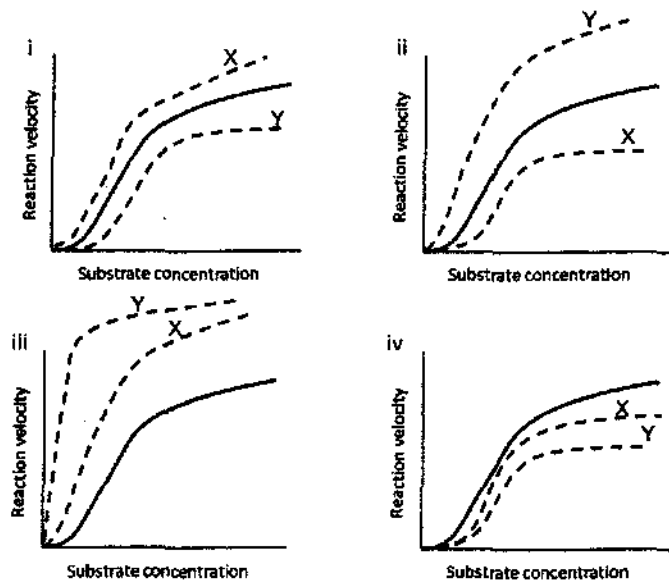 i
X
Y
Reaction velocity
Substrate concentration
ii
Y
X
Reaction velocity
Substrate concentration
iii
Y
X
Reaction velocity
Substrate concentration
iv
X
Y
Reaction velocity
Substrate concentration